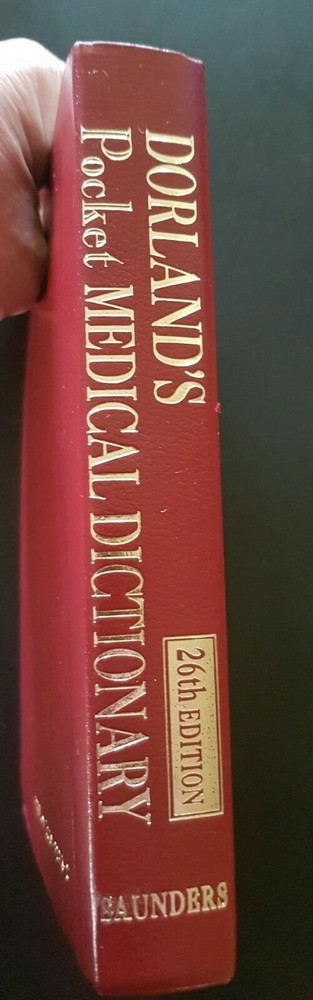 DORLAND'S
Pocket MEDICAL DICTIONARY
26th EDITION
SAUNDERS